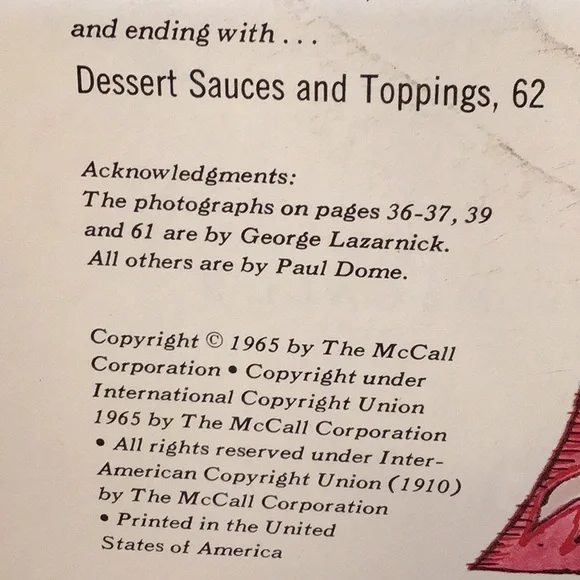 and ending with . . .
Dessert Sauces and Toppings, 62
Acknowledgments:
The photographs on pages 36-37, 39
and 61 are by George Lazarnick.
All others are by Paul Dome.
Copyright © 1965 by The McCall
Corporation • Copyright under
International Copyright Union
1965 by The McCall Corporation
• All rights reserved under Inter-
American Copyright Union (1910)
by The McCall Corporation
• Printed in the United
States of America